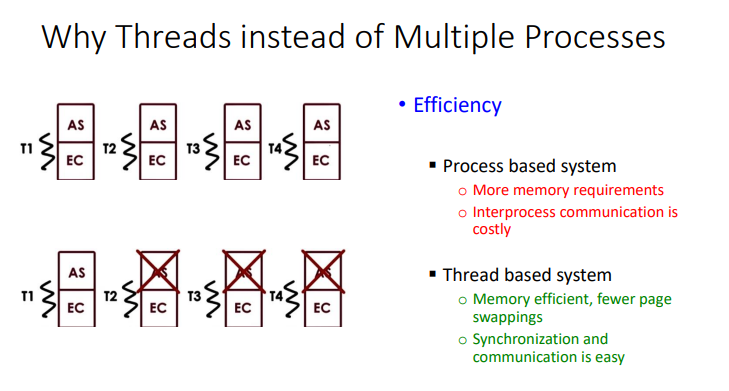 Why Threads instead of Multiple Processes
AS AS AS AS
T1 T2 T3 T4
EC EC EC EC
AS AS AS AS
T1 T2 T3 T4
EC EC EC EC
• Efficiency
▪ Process based system
o More memory requirements
o Interprocess communication is
costly
▪ Thread based system
o Memory efficient, fewer page
swappings
o Synchronization and
communication is easy